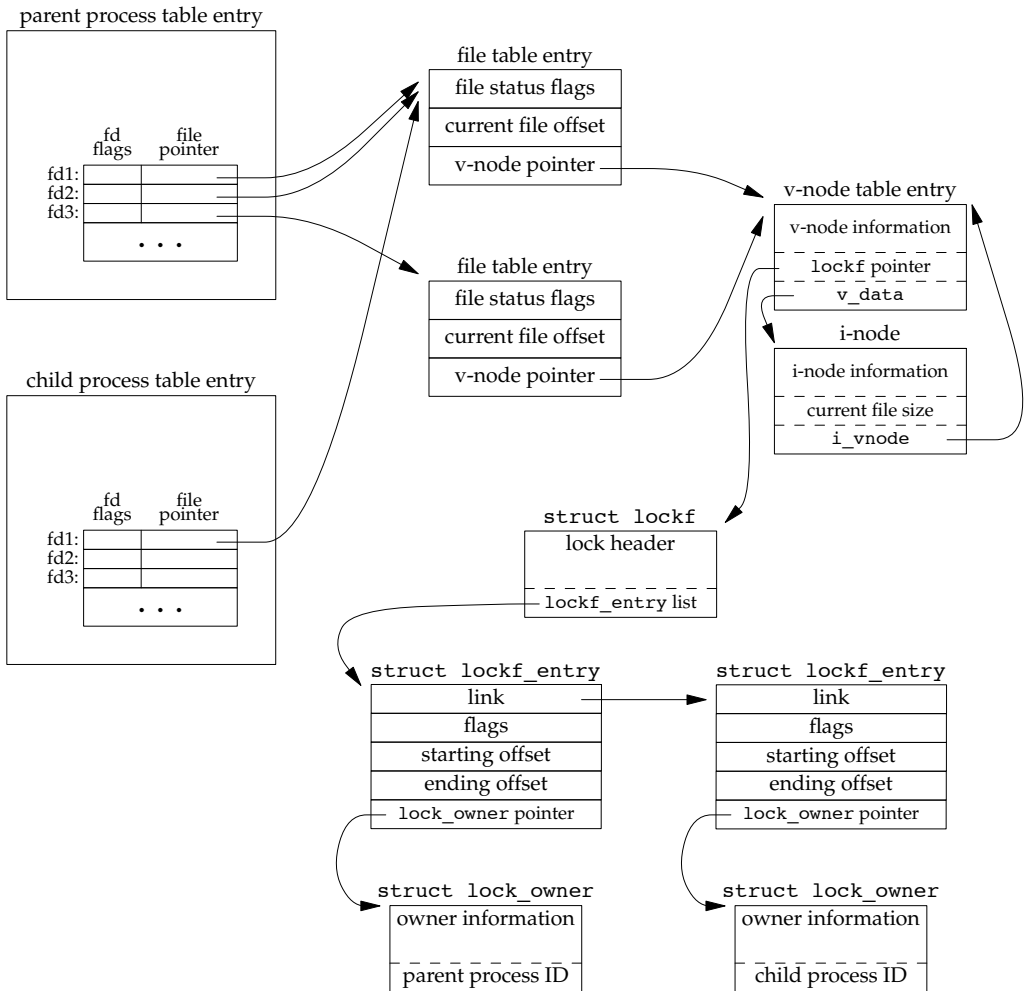 parent process table entry
fd
flags
file
pointer
fd1:
fd2:
fd3:
. . .
file table entry
file status flags
current file offset
v-node pointer
file table entry
file status flags
current file offset
v-node pointer
v-node table entry
v-node information
lockf pointer
v_data
i-node
i-node information
current file size
i_vnode
child process table entry
fd
flags
file
pointer
fd1:
fd2:
fd3:
. . .
struct lockf
lock header
lockf_entry list
struct lockf_entry
link
flags
starting offset
ending offset
lock_owner pointer
struct lockf_entry
link
flags
starting offset
ending offset
lock_owner pointer
struct lock_owner
owner information
parent process ID
struct lock_owner
owner information
child process ID